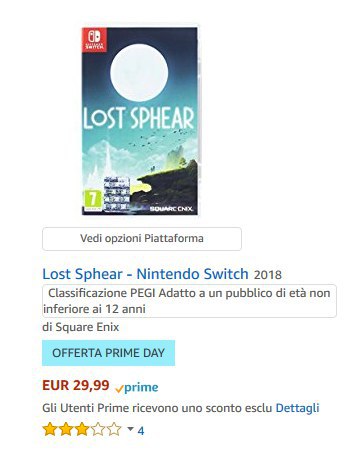 NINTENDO
SWITCH
LOST SPHEAR
7
SQUARE ENIX
Vedi opzioni Piattaforma
Lost Sphear - Nintendo Switch 2018
Classificazione PEGI Adatto a un pubblico di età non
inferiore ai 12 anni
di Square Enix
OFFERTA PRIME DAY
EUR 29,99 prime
Gli Utenti Prime ricevono uno sconto esclu Dettagli
4